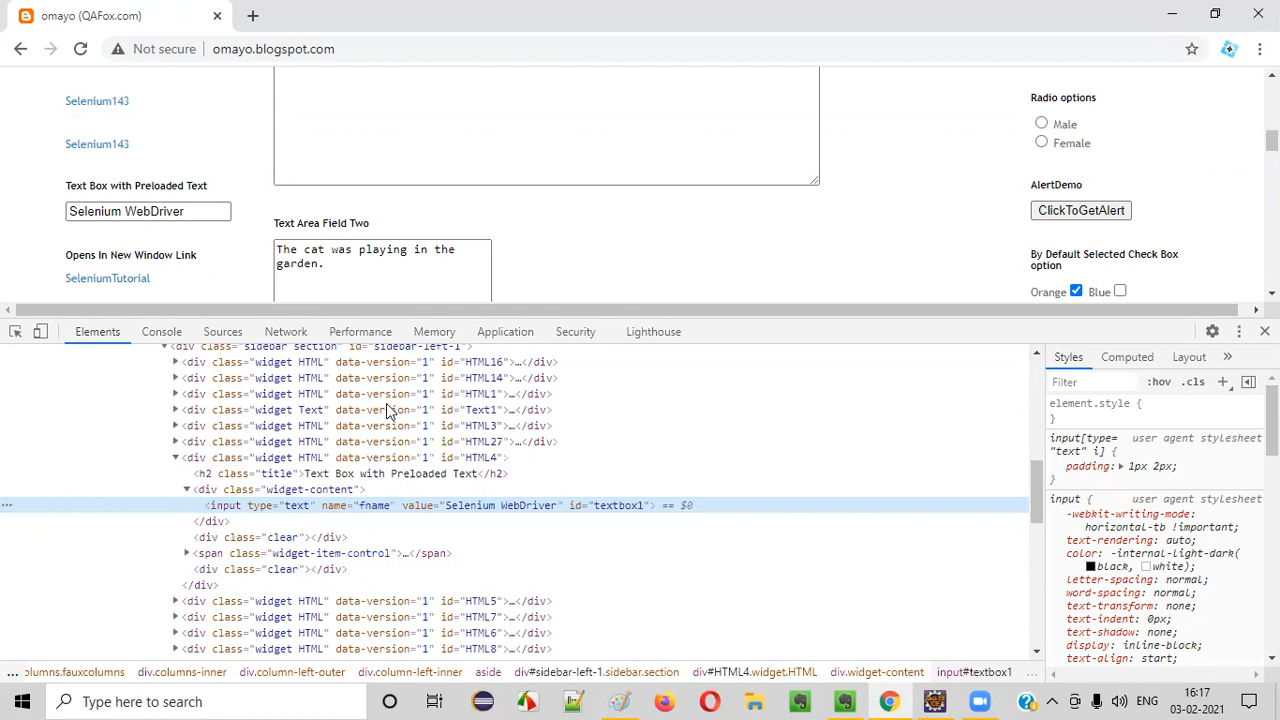 omayo (QAFox.com)
Not secure
omayo.blogspot.com
Selenium143
Selenium143
Text Box with Preloaded Text
Selenium WebDriver
Opens In New Window Link
SeleniumTutorial
Text Area Field Two
The cat was playing in the
garden.
Radio options
Male
Female
AlertDemo
ClickToGetAlert
By Default Selected Check Box
option
Orange Blue
Elements Console Sources Network Performance Memory Application Security Lighthouse
<div class="sidebar section" id="sidebar-left-1">
<div class="widget HTML" data-version="1" id="HTML16">…</div>
<div class="widget HTML" data-version="1" id="HTML14">…</div>
<div class="widget HTML" data-version="1" id="HTML1">…</div>
<div class="widget Text" data-version="1" id="Text1">…</div>
<div class="widget HTML" data-version="1" id="HTML3">…</div>
<div class="widget HTML" data-version="1" id="HTML27">…</div>
<div class="widget HTML" data-version="1" id="HTML4">
<h2 class="title">Text Box with Preloaded Text</h2>
<div class="widget-content">
<input type="text" name="fname" value="Selenium WebDriver" id="textbox1"> == $0
</div>
<div class="clear"></div>
<span class="widget-item-control">…</span>
<div class="clear"></div>
</div>
<div class="widget HTML" data-version="1" id="HTML5">…</div>
<div class="widget HTML" data-version="1" id="HTML7">…</div>
<div class="widget HTML" data-version="1" id="HTML6">…</div>
<div class="widget HTML" data-version="1" id="HTML8">…</div>
... olumns.fauxcolumns div.columns-inner div.column-left-outer div.column-left-inner aside div#sidebar-left-1.sidebar.section div#HTML4.widget.HTML div.widget-content input#textbox1 ...
Styles Computed Layout »
Filter :hov .cls +
element.style {
}
input[type= user agent stylesheet
"text" i] {
padding: 1px 2px;
}
input { user agent stylesheet
-webkit-writing-mode:
horizontal-tb !important;
text-rendering: auto;
color: -internal-light-dark(
black, white);
letter-spacing: normal;
word-spacing: normal;
text-transform: none;
text-indent: 0px;
text-shadow: none;
display: inline-block;
text-align: start;
Type here to search
16:17
03-02-2021